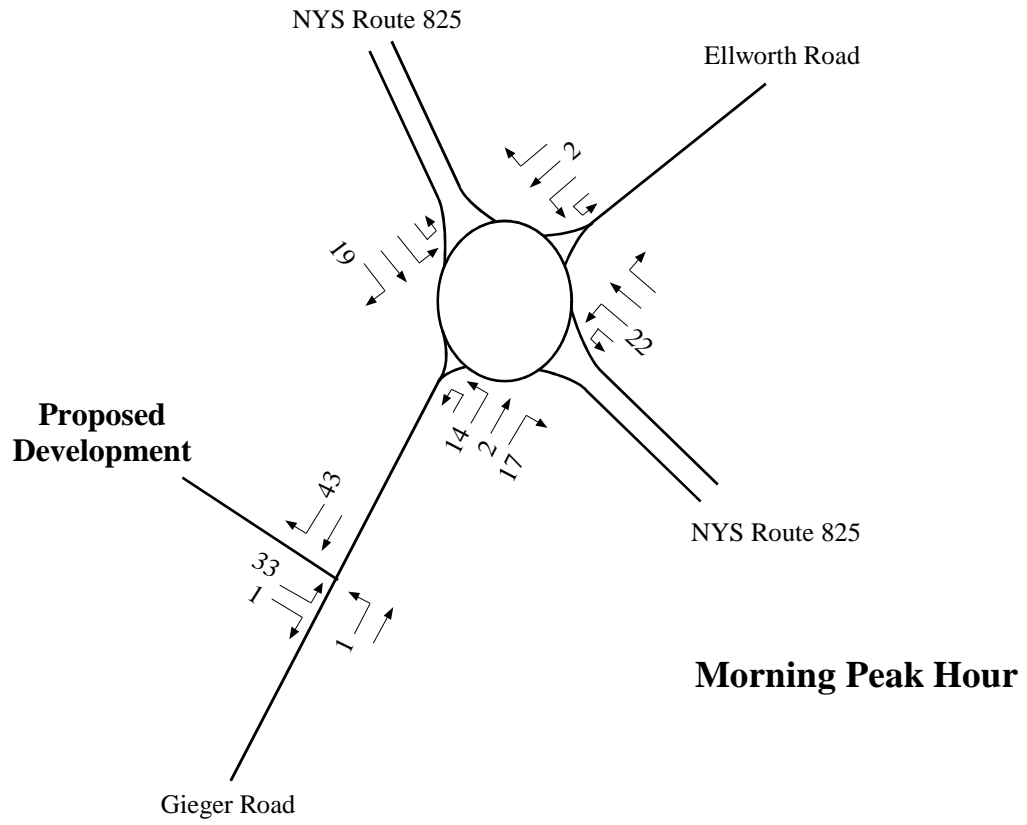 NYS Route 825
Ellworth Road
2
19
22
14
2
17
Proposed
Development
43
33
1
1
NYS Route 825
Morning Peak Hour
Gieger Road